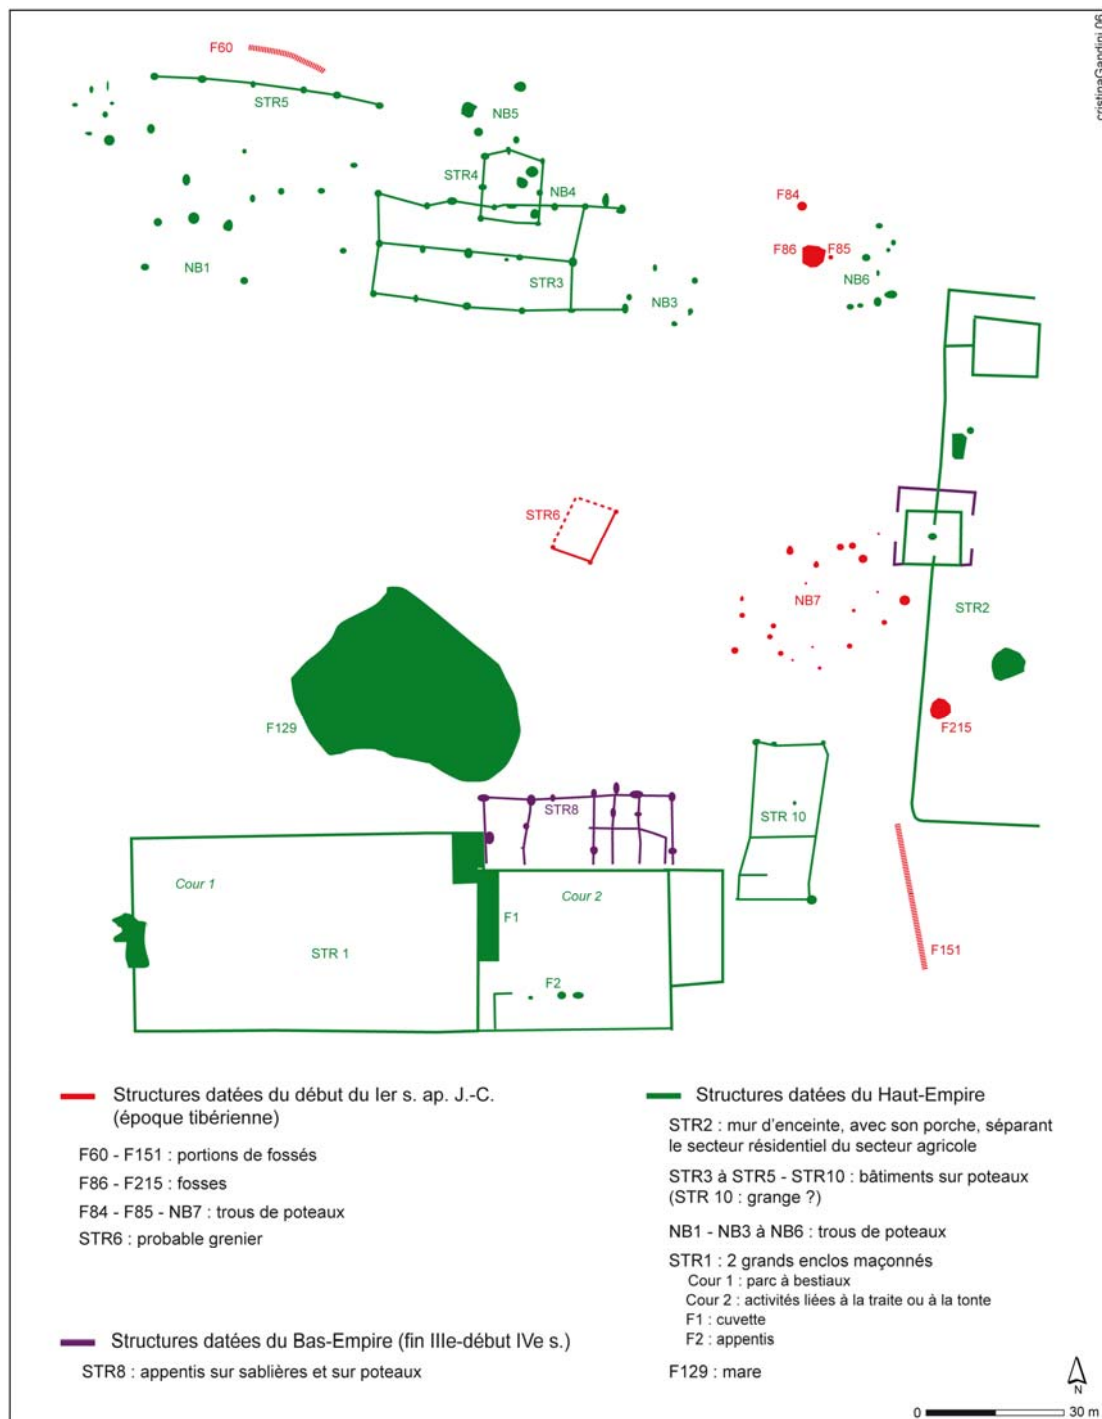 cristinaGandini 06
F60
STR5
NB5
STR4
NB4
F84
F86
F85
NB6
NB1
STR3
NB3
STR6
NB7
STR2
F129
F215
STR8
STR 10
Cour 1
Cour 2
F1
STR 1
F2
F151
Structures datées du début du Ier s. ap. J.-C.
(époque tibérienne)
F60 - F151 : portions de fossés
F86 - F215 : fosses
F84 - F85 - NB7 : trous de poteaux
STR6 : probable grenier
Structures datées du Bas-Empire (fin IIIe-début IVe s.)
STR8 : appentis sur sablières et sur poteaux
Structures datées du Haut-Empire
STR2 : mur d'enceinte, avec son porche, séparant
le secteur résidentiel du secteur agricole
STR3 à STR5 - STR10 : bâtiments sur poteaux
(STR 10 : grange ?)
NB1 - NB3 à NB6 : trous de poteaux
STR1 : 2 grands enclos maçonnés
Cour 1 : parc à bestiaux
Cour 2 : activités liées à la traite ou à la tonte
F1 : cuvette
F2 : appentis
F129 : mare
N
0 30 m